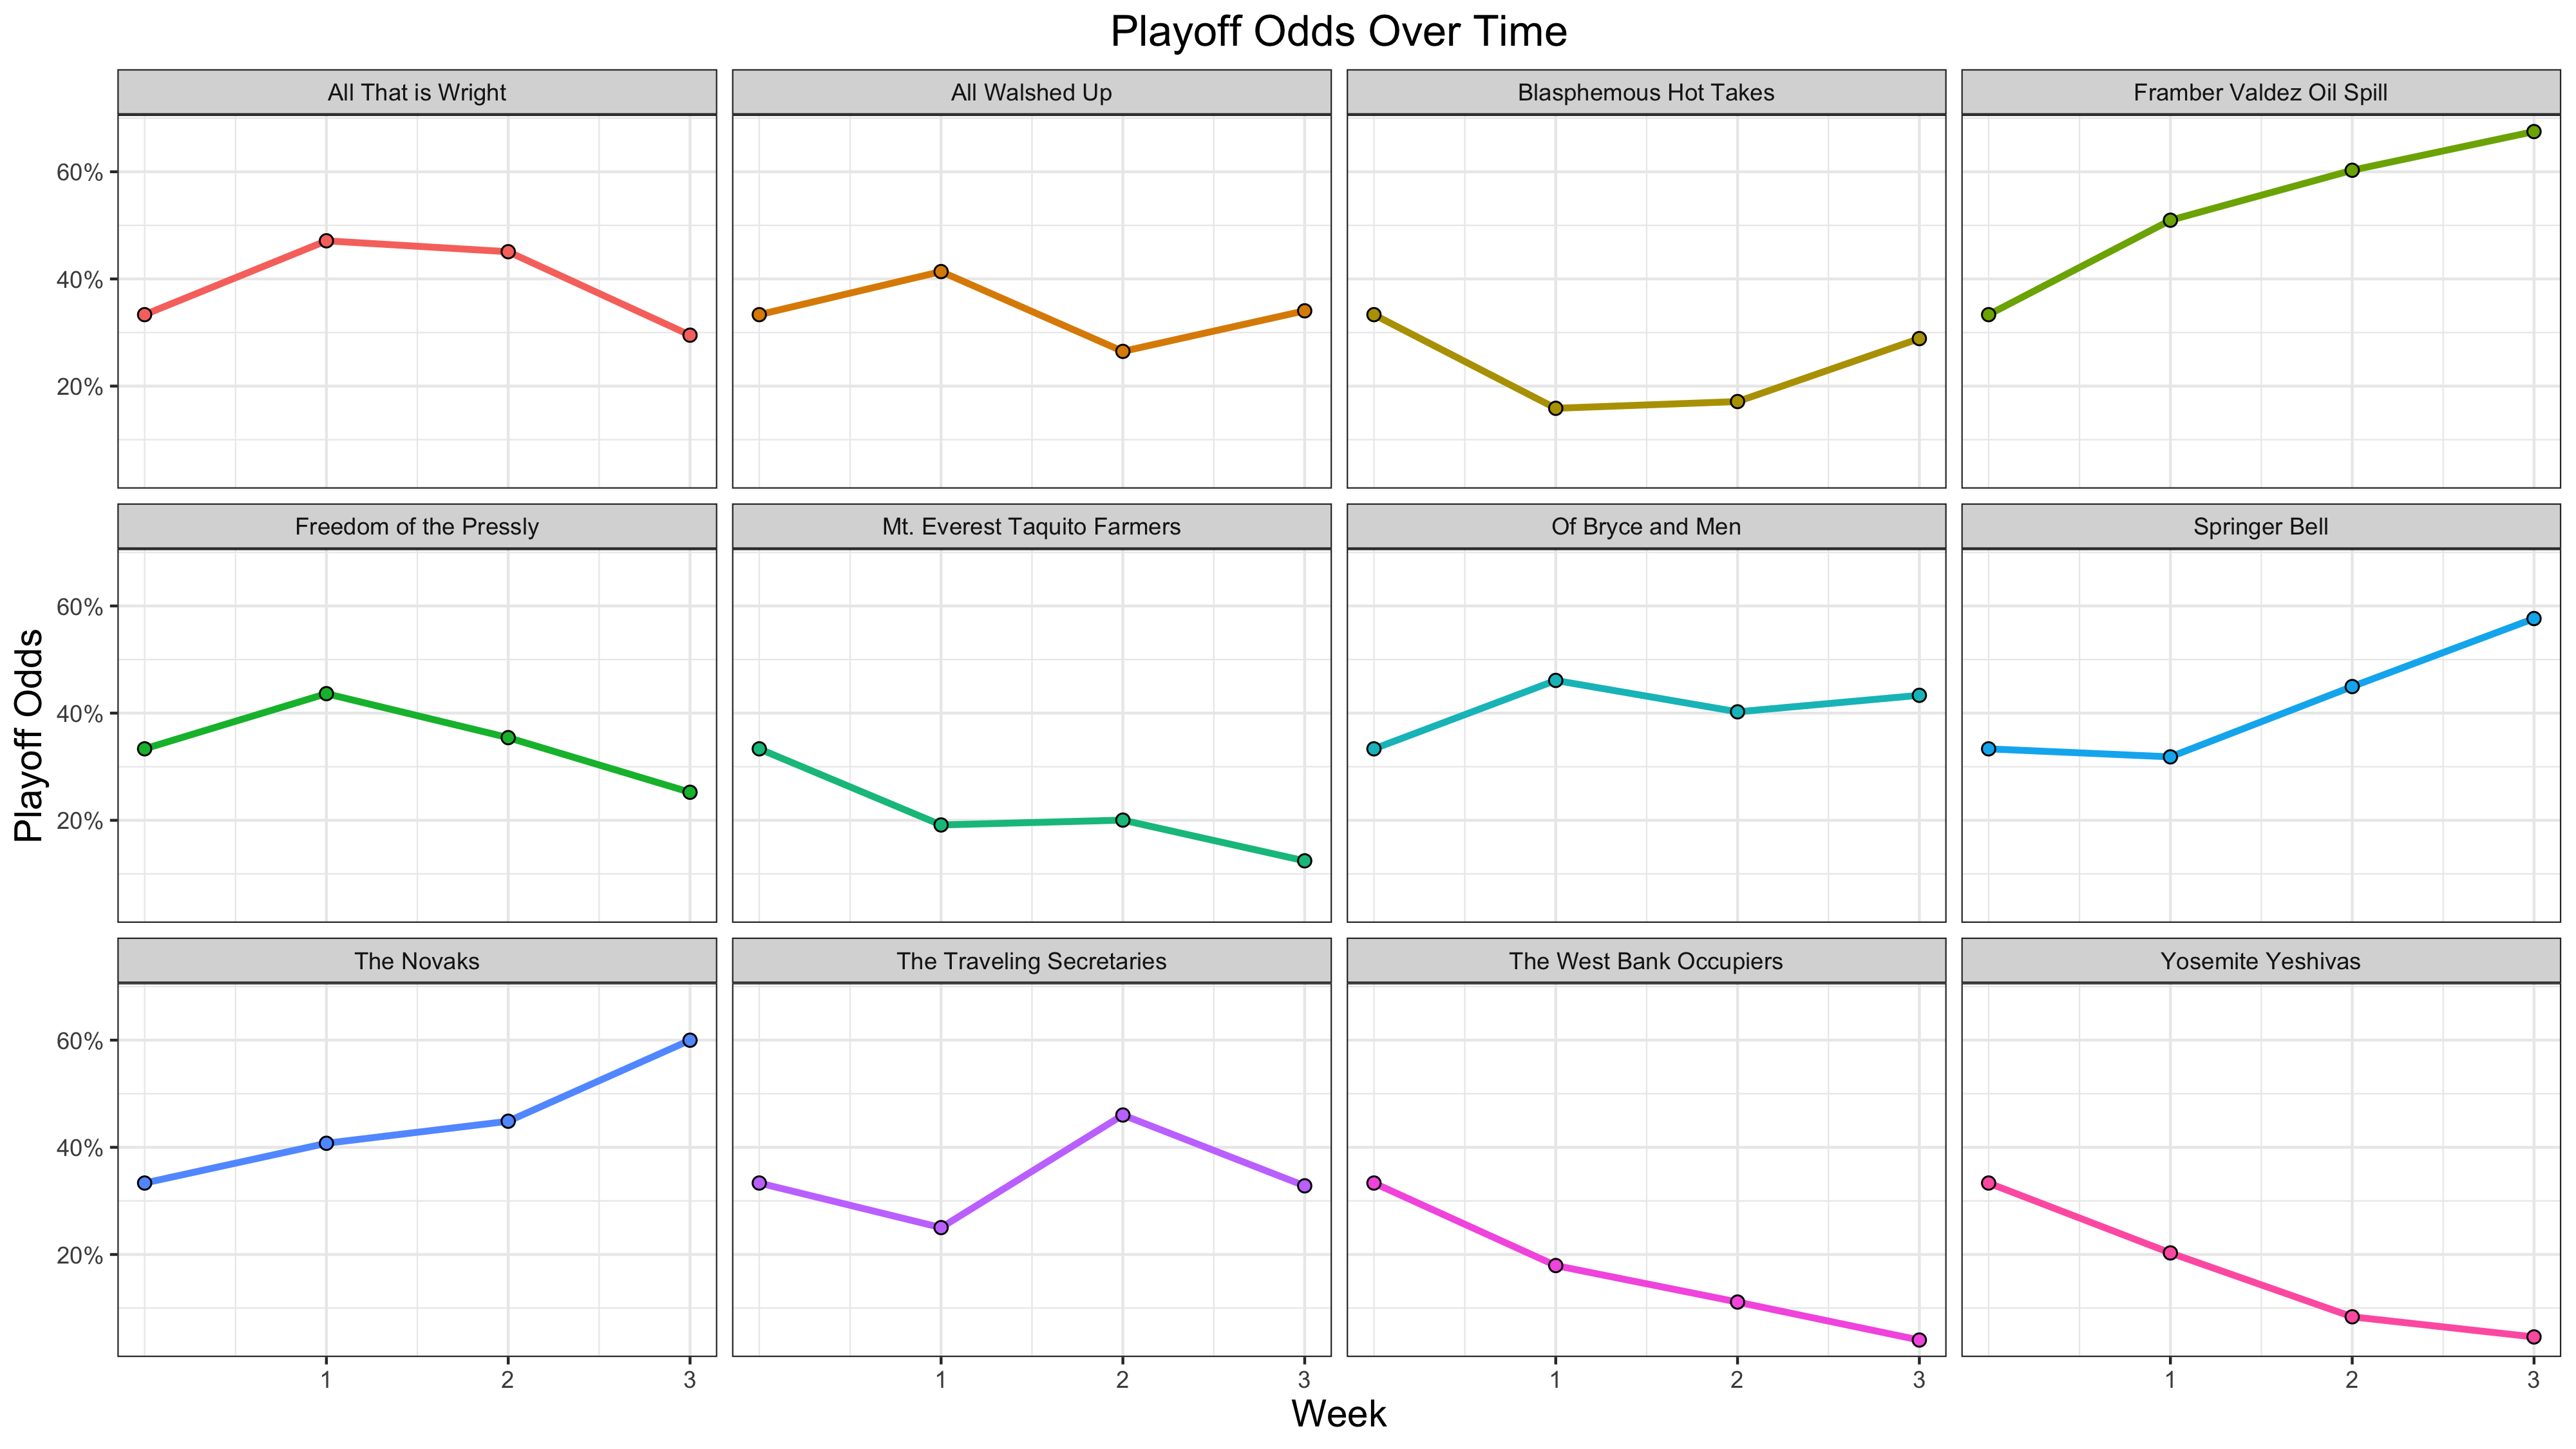 Playoff Odds Over Time
All That is Wright
All Walshed Up
Blasphemous Hot Takes
Framber Valdez Oil Spill
60%
40%
20%
Freedom of the Pressly
Mt. Everest Taquito Farmers
Of Bryce and Men
Springer Bell
60%
40%
20%
Playoff Odds
The Novaks
The Traveling Secretaries
The West Bank Occupiers
Yosemite Yeshivas
60%
40%
20%
1 2 3
1 2 3
1 2 3
1 2 3
Week